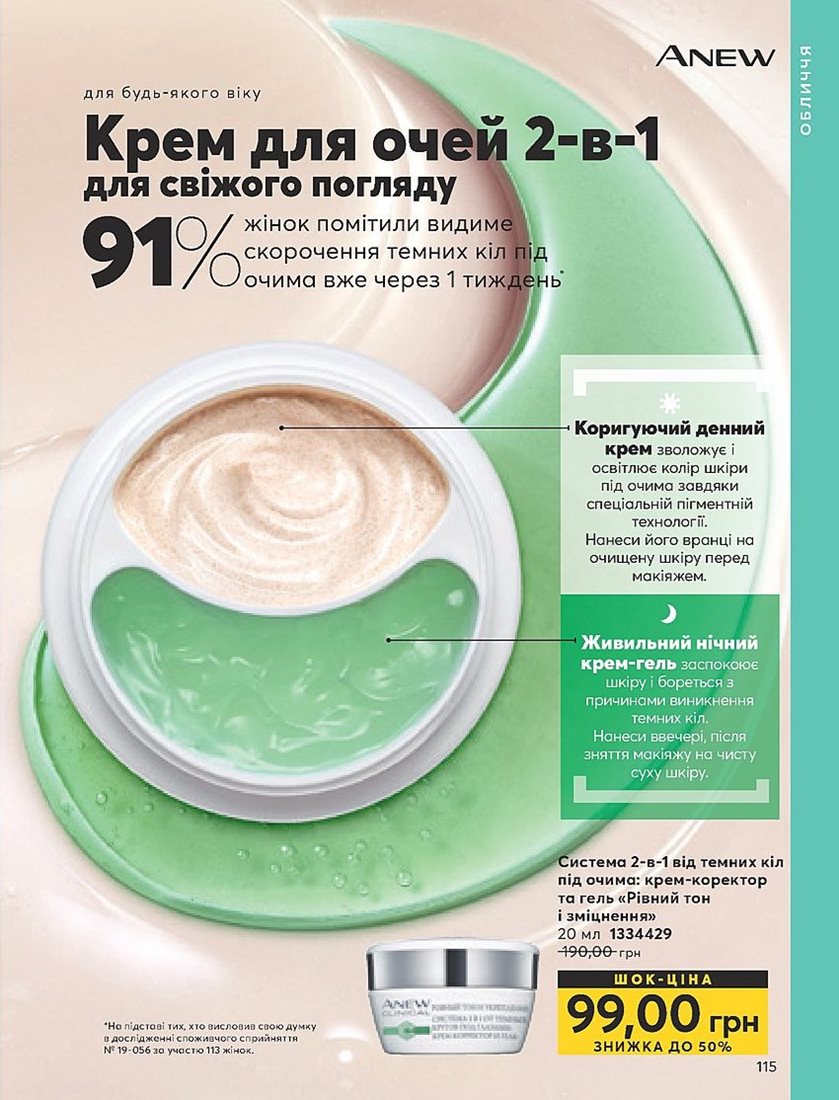 ANEW
ОБЛИЧЧЯ
для будь-якого віку
Крем для очей 2-в-1
для свіжого погляду
91%
жінок помітили видиме
скорочення темних кіл під
очима вже через 1 тиждень*
Коригуючий денний
крем зволожує і
освітлює колір шкіри
під очима завдяки
спеціальній пігментній
технології.
Нанеси його вранці на
очищену шкіру перед
макіяжем.
Живильний нічний
крем-гель заспокоює
шкіру і бореться з
причинами виникнення
темних кіл.
Нанеси ввечері, після
зняття макіяжу на чисту
суху шкіру.
Система 2-в-1 від темних кіл
під очима: крем-коректор
та гель «Рівний тон
і зміцнення»
20 мл 1334429
190,00 грн
ШОК-ЦІНА
99,00 грн
ЗНИЖКА ДО 50%
ANEW
CLINICAL
*На підставі тих, хто висловив свою думку
в дослідженні споживчого сприйняття
№ 19-056 за участю 113 жінок.
115